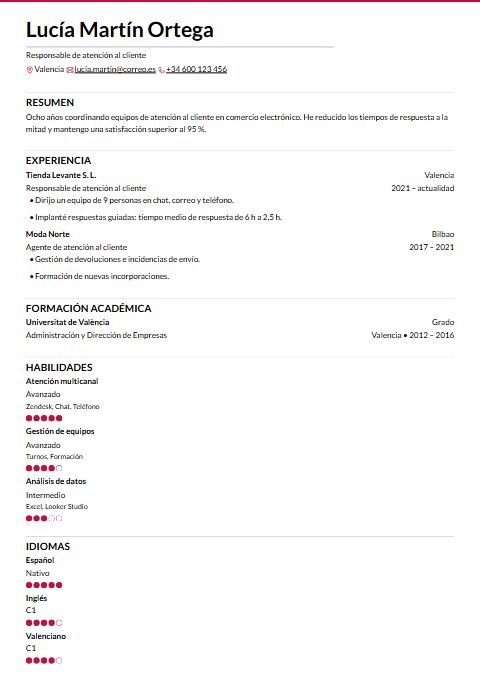 Lucía Martín Ortega
Responsable de atención al cliente
Valencia lucia.martin@correo.es +34 600 123 456
RESUMEN
Ocho años coordinando equipos de atención al cliente en comercio electrónico. He reducido los tiempos de respuesta a la
mitad y mantengo una satisfacción superior al 95 %.
EXPERIENCIA
Tienda Levante S. L. Valencia
Responsable de atención al cliente 2021 – actualidad
• Dirijo un equipo de 9 personas en chat, correo y teléfono.
• Implanté respuestas guiadas: tiempo medio de respuesta de 6 h a 2,5 h.
Moda Norte Bilbao
Agente de atención al cliente 2017 – 2021
• Gestión de devoluciones e incidencias de envío.
• Formación de nuevas incorporaciones.
FORMACIÓN ACADÉMICA
Universitat de València Grado
Administración y Dirección de Empresas Valencia • 2012 – 2016
HABILIDADES
Atención multicanal
Avanzado
Zendesk, Chat, Teléfono
Gestión de equipos
Avanzado
Turnos, Formación
Análisis de datos
Intermedio
Excel, Looker Studio
IDIOMAS
Español
Nativo
Inglés
C1
Valenciano
C1